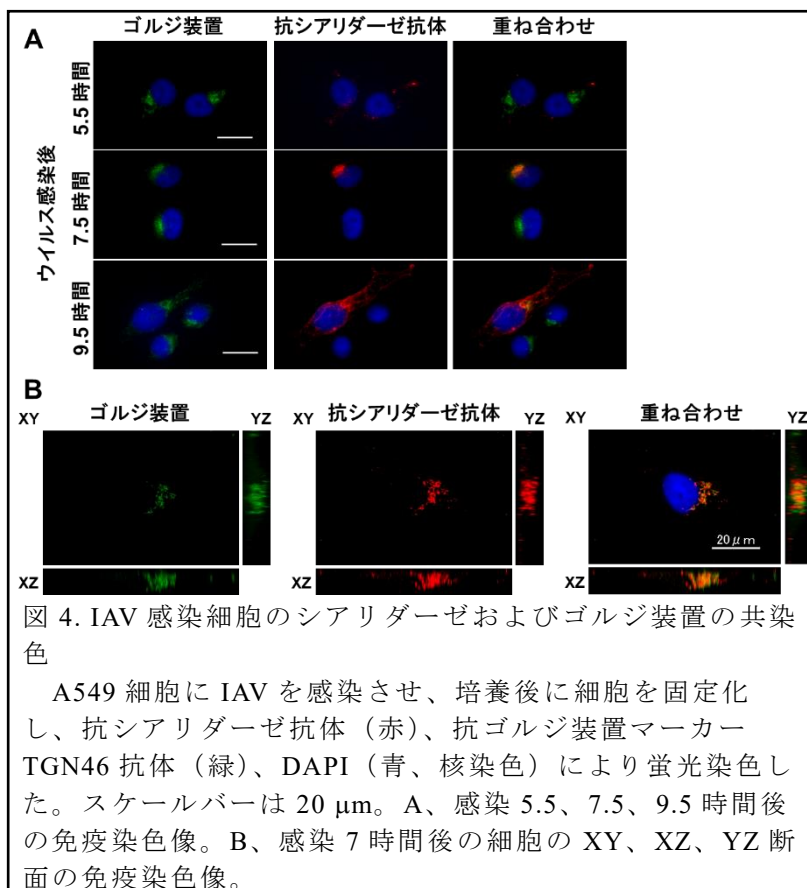 ゴルジ装置 抗シアリダーゼ抗体 重ね合わせ
A
ウイルス感染後
5.5 時間
7.5 時間
9.5 時間
B
ゴルジ装置 抗シアリダーゼ抗体 重ね合わせ
XY YZ XY YZ XY YZ
20 μm
XZ XZ XZ
図 4. IAV 感染細胞のシアリダーゼおよびゴルジ装置の共染
色
A549 細胞に IAV を感染させ、培養後に細胞を固定化
し、抗シアリダーゼ抗体（赤）、抗ゴルジ装置マーカー
TGN46 抗体（緑）、DAPI（青、核染色）により蛍光染色し
た。スケールバーは 20 μm。A、感染 5.5、7.5、9.5 時間後
の免疫染色像。B、感染 7 時間後の細胞の XY、XZ、YZ 断
面の免疫染色像。